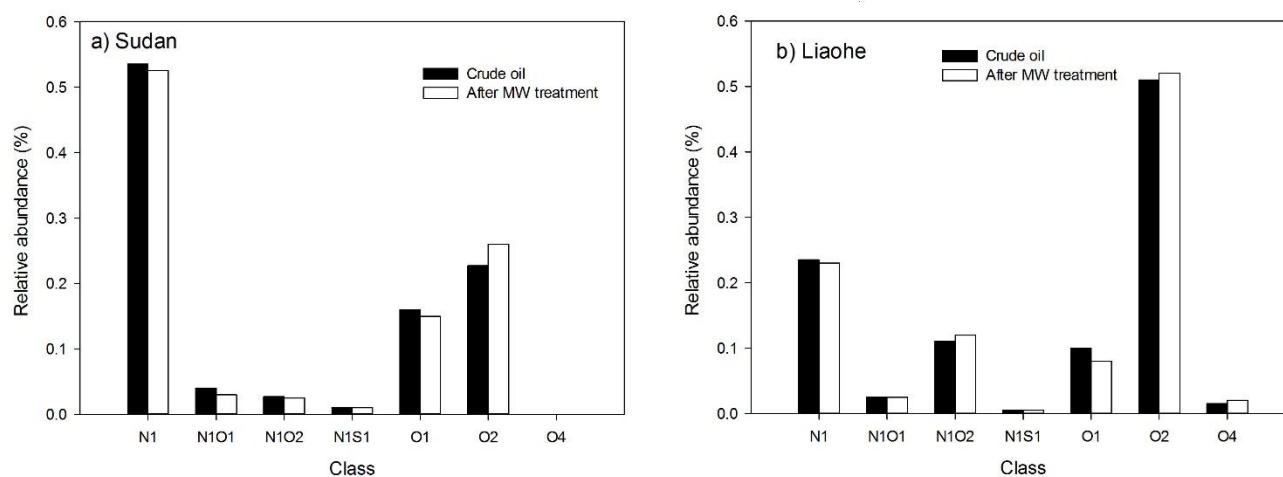 a) Sudan
Crude oil
After MW treatment
Relative abundance (%)
0.6
0.5
0.4
0.3
0.2
0.1
0.0
N1 N1O1 N1O2 N1S1 O1 O2 O4
Class
b) Liaohe
Crude oil
After MW treatment
Relative abundance (%)
0.6
0.5
0.4
0.3
0.2
0.1
0.0
N1 N1O1 N1O2 N1S1 O1 O2 O4
Class